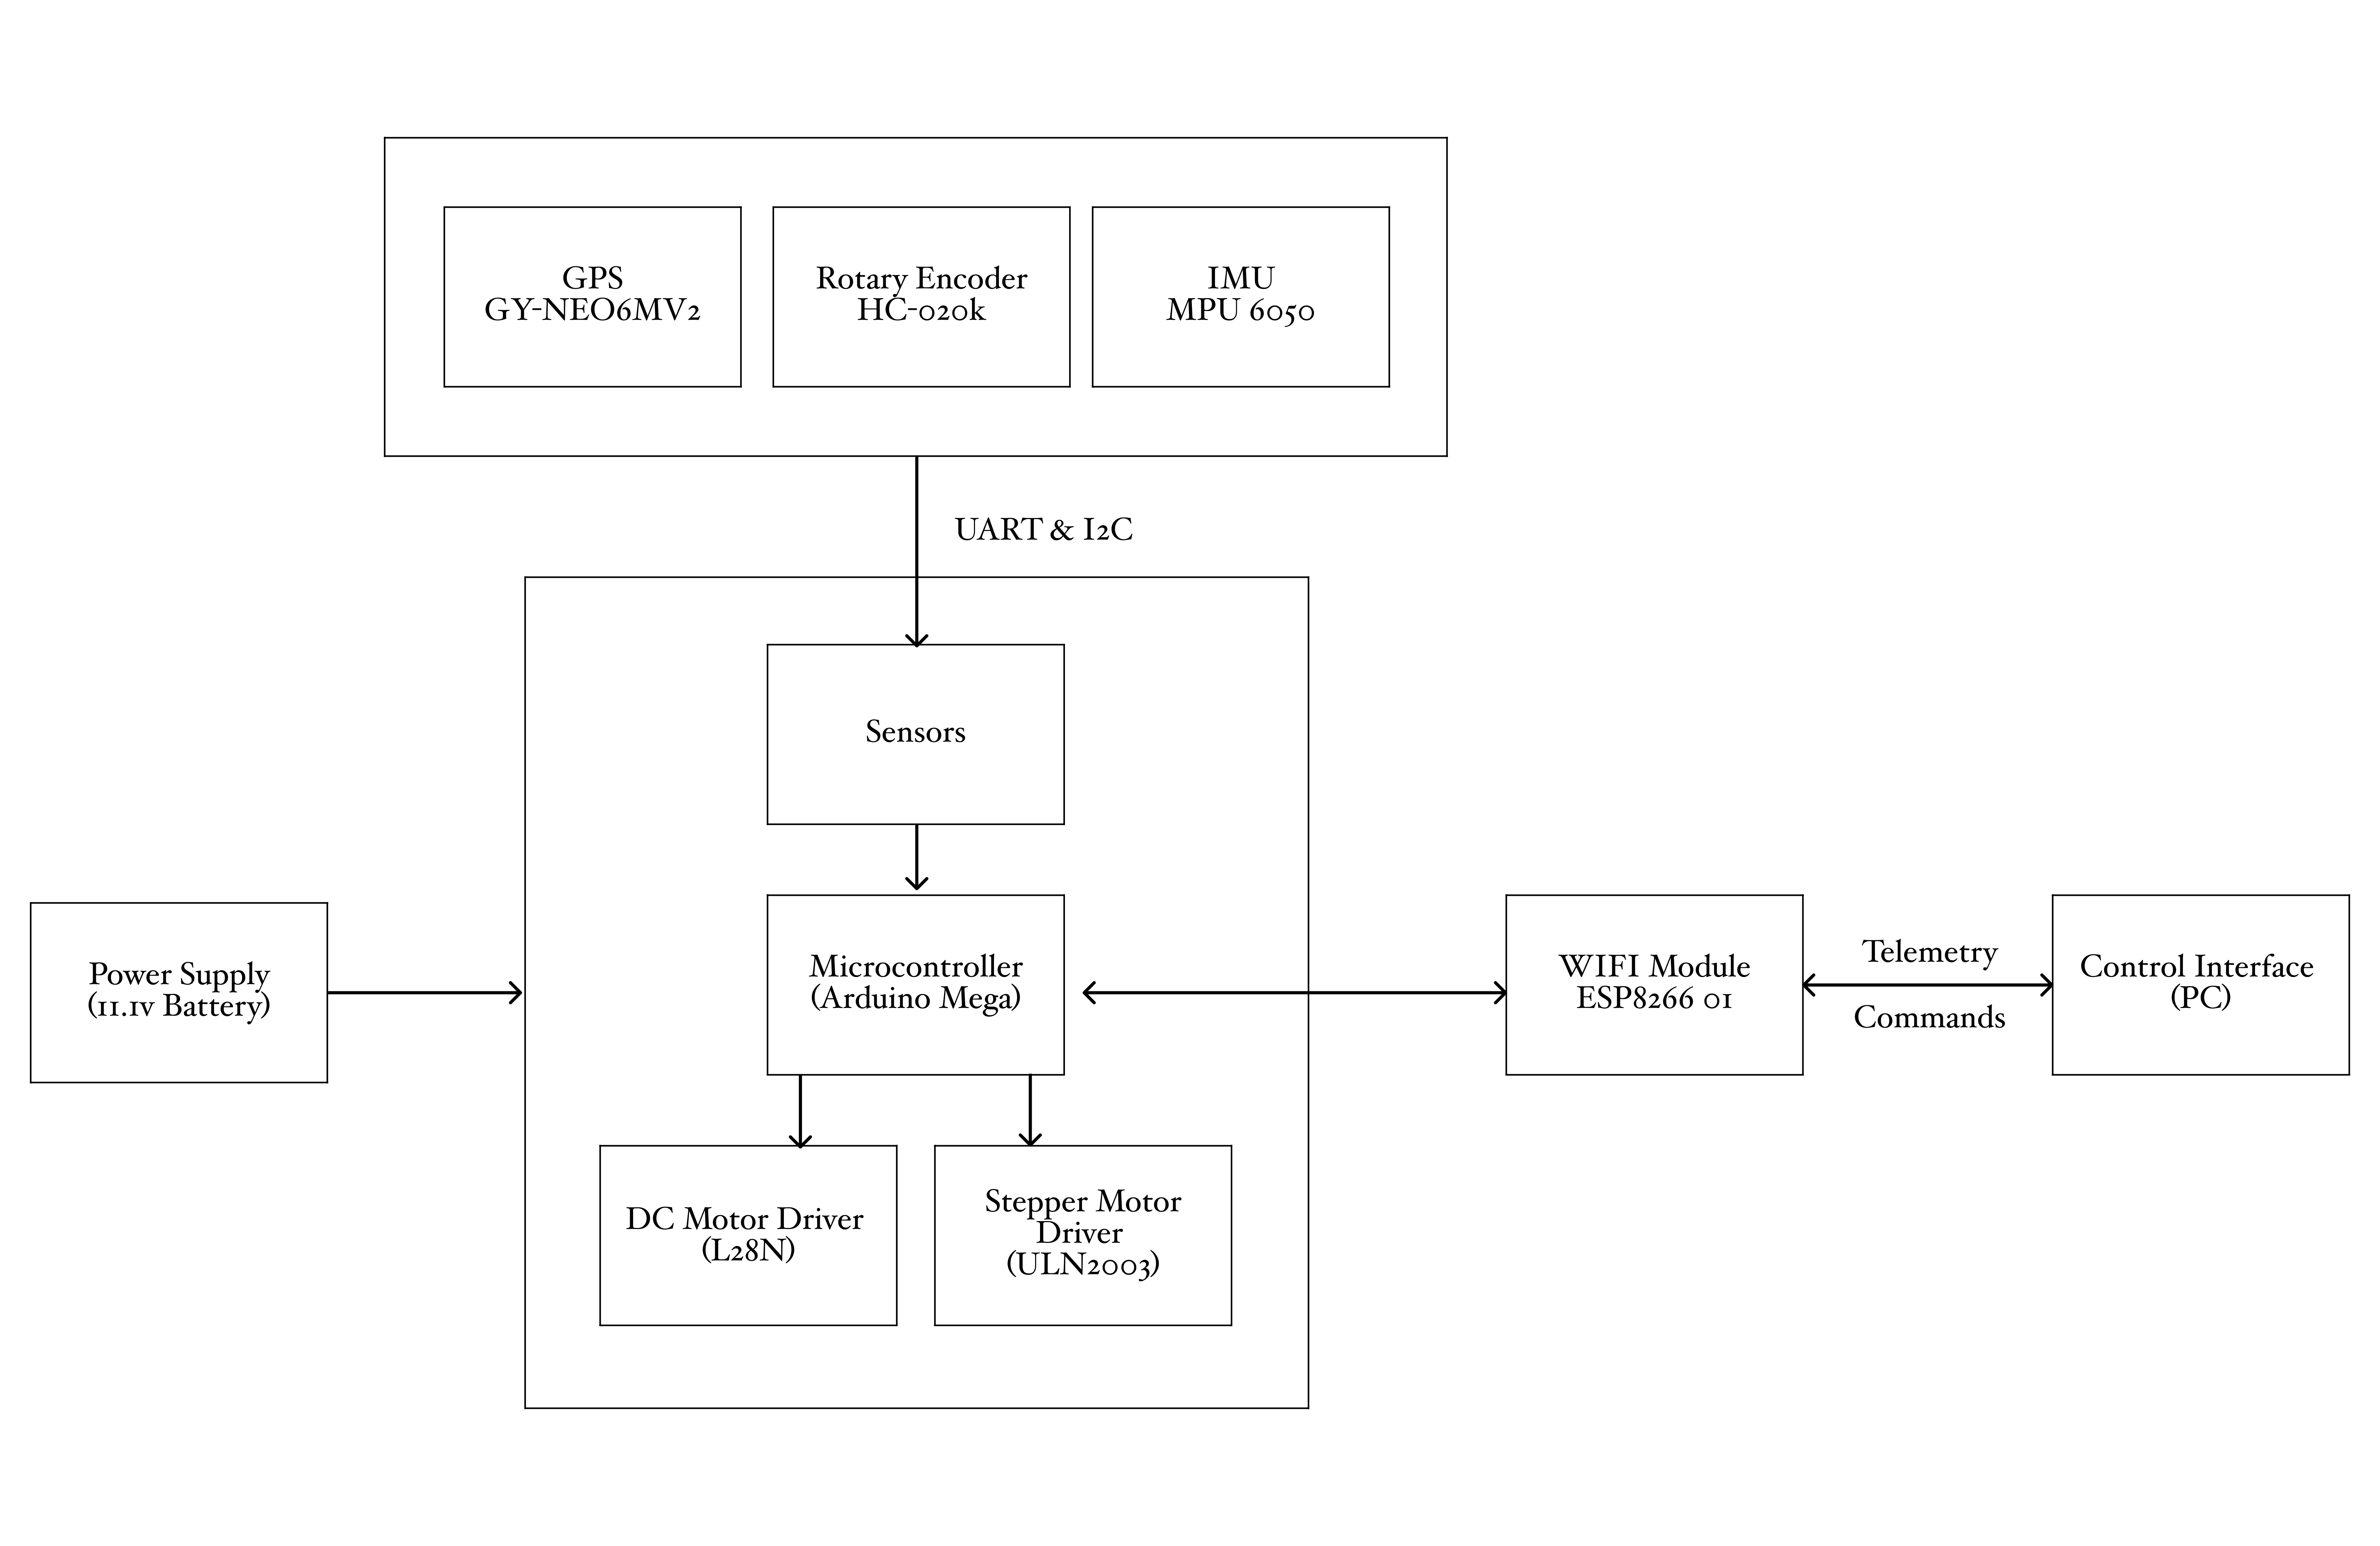 GPS
GY-NEO6MV2
Rotary Encoder
HC-020k
IMU
MPU 6050
UART & I2C
Sensors
Power Supply
(11.1v Battery)
Microcontroller
(Arduino Mega)
WIFI Module
ESP8266 01
Telemetry
Commands
Control Interface
(PC)
DC Motor Driver
(L28N)
Stepper Motor
Driver
(ULN2003)